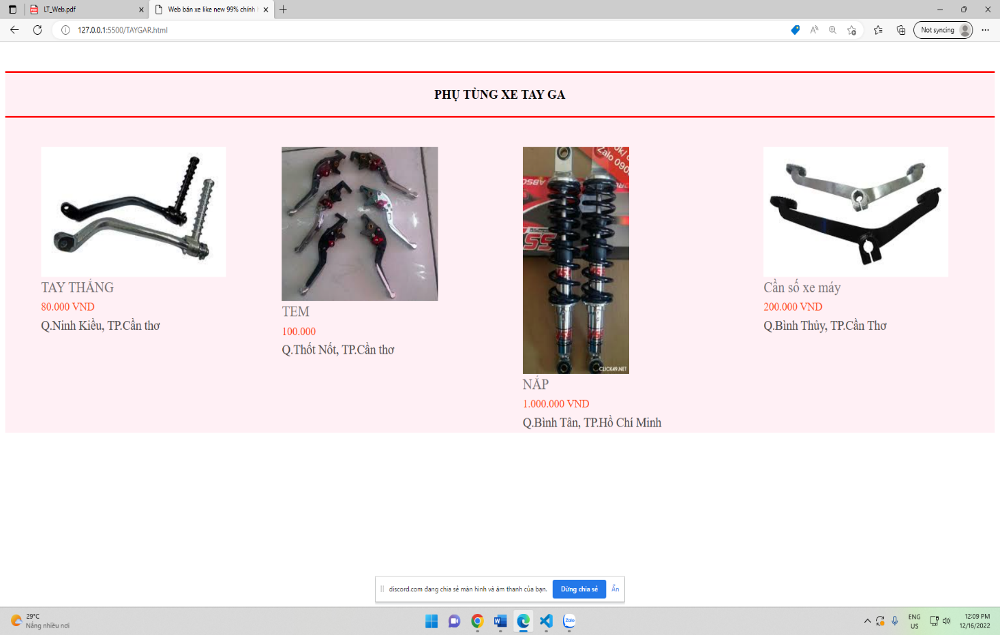 LT_Web.pdf
Web bán xe like new 99% chính
127.0.0.1:5500/TAYGAR.html
Not syncing
PHỤ TÙNG XE TAY GA
TAY THẮNG
80.000 VND
Q.Ninh Kiều, TP.Cần thơ
TEM
100.000
Q.Thốt Nốt, TP.Cần thơ
Zalo 090
YSS
CLICK49.NET
NẮP
1.000.000 VND
Q.Bình Tân, TP.Hồ Chí Minh
Cần số xe máy
200.000 VND
Q.Bình Thủy, TP.Cần Thơ
discord.com đang chia sẻ màn hình và âm thanh của bạn.
Dừng chia sẻ
Ẩn
29°C
Nắng nhiều nơi
Zalo
ENG
US
12:09 PM
12/16/2022